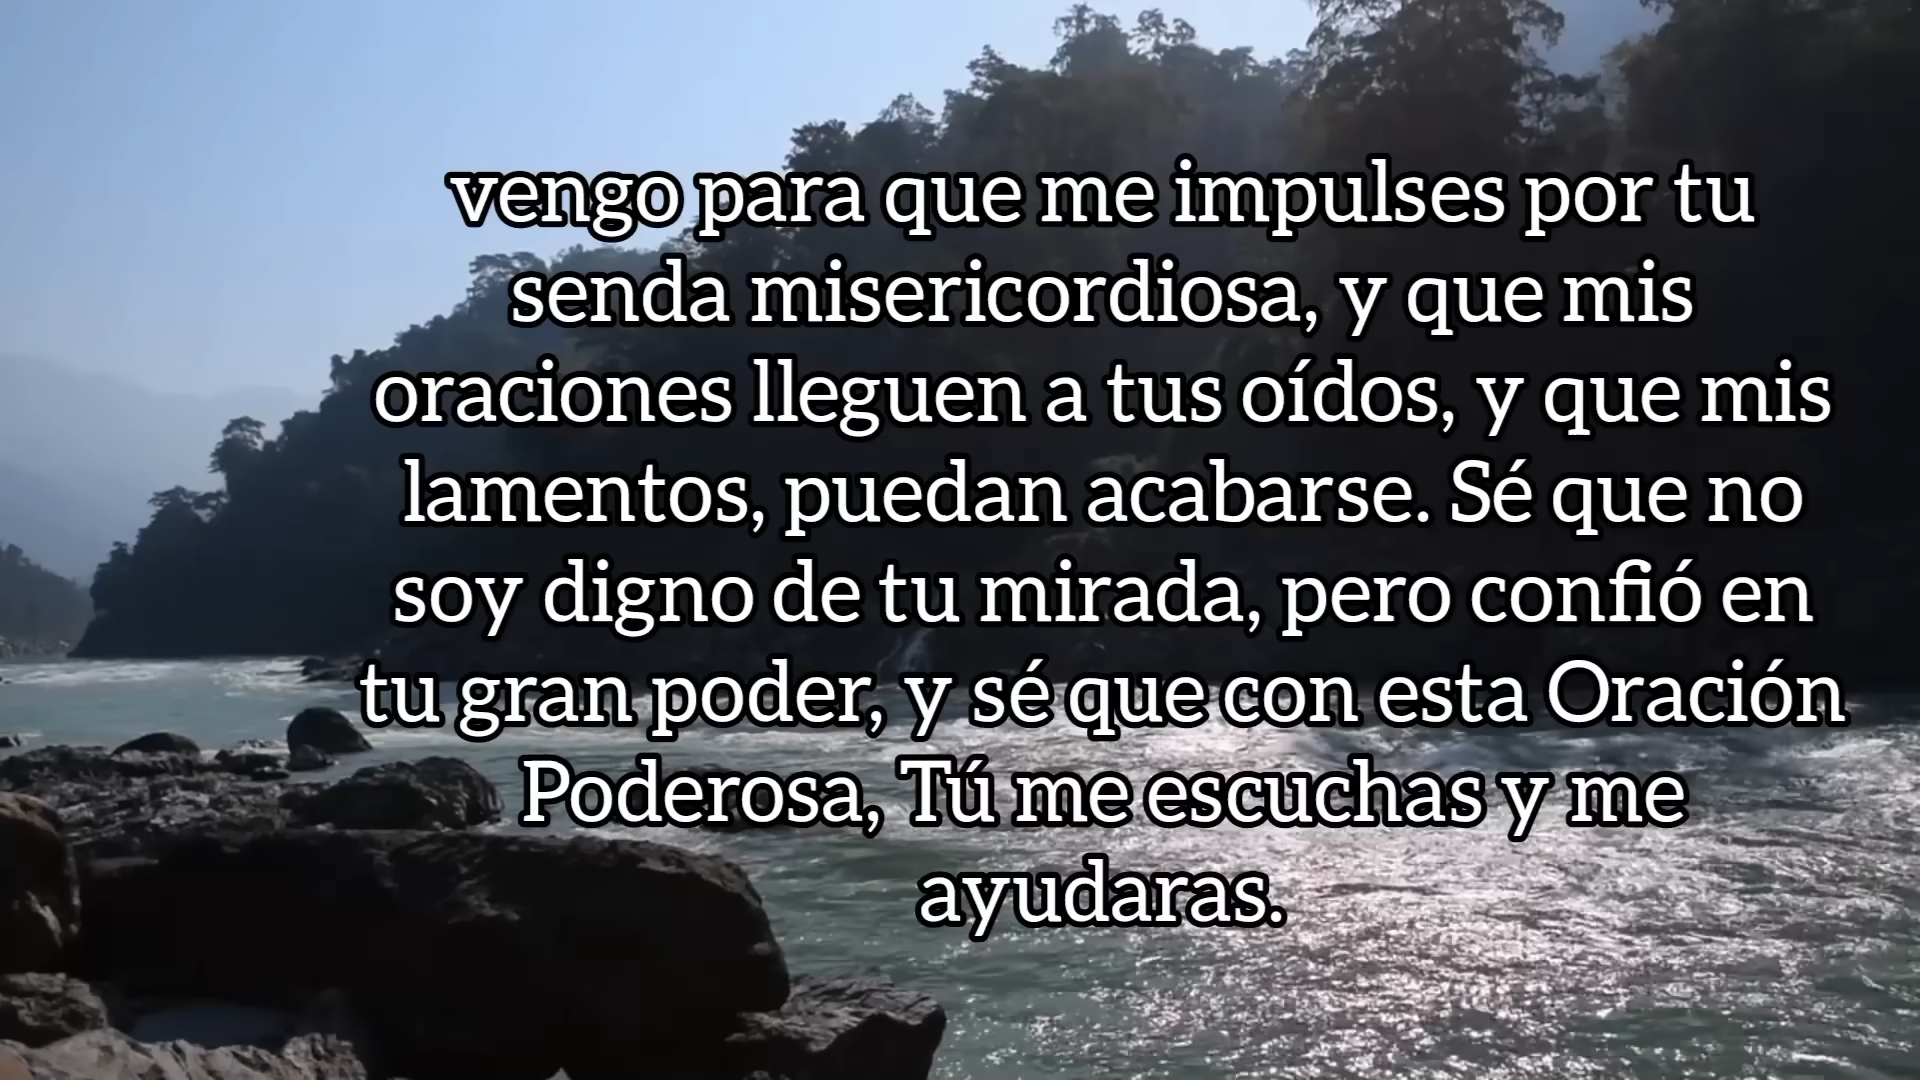 vengo para que me impulses por tu
senda misericordiosa, y que mis
oraciones lleguen a tus oídos, y que mis
lamentos, puedan acabarse. Sé que no
soy digno de tu mirada, pero confió en
tu gran poder, y sé que con esta Oración
Poderosa, Tú me escuchas y me
ayudaras.